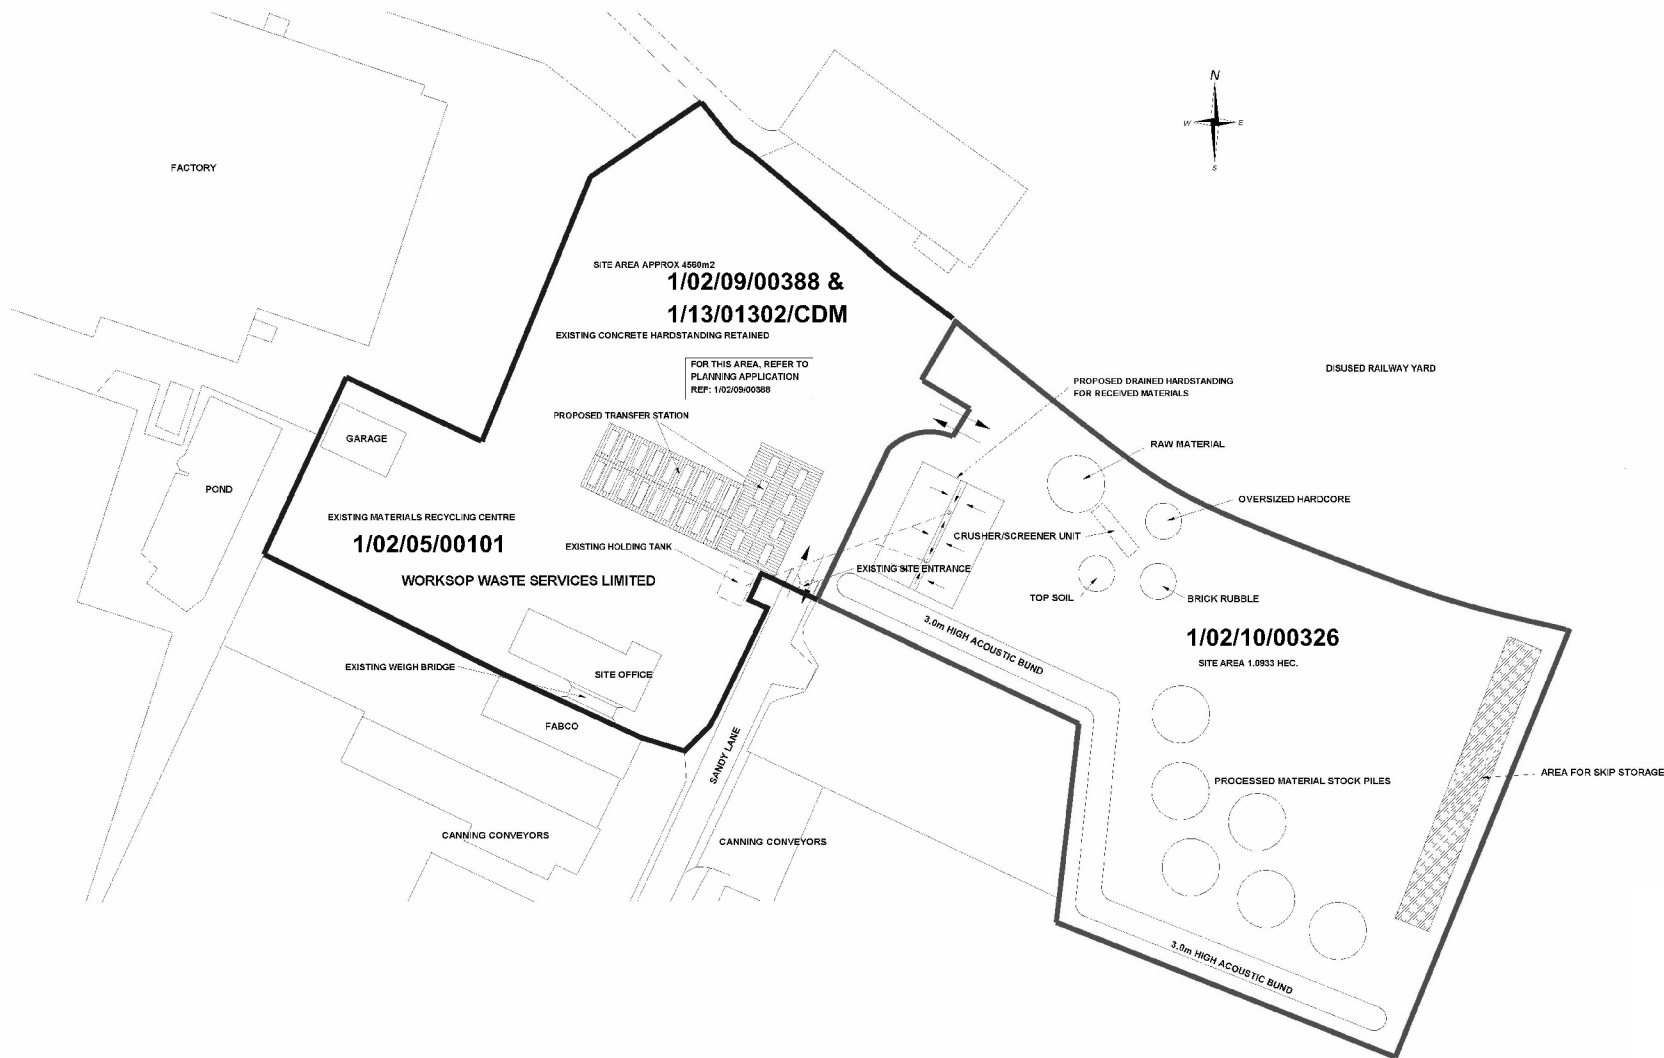 N
W E
S
FACTORY
SITE AREA APPROX 4560m2
1/02/09/00388 &
1/13/01302/CDM
EXISTING CONCRETE HARDSTANDING RETAINED
FOR THIS AREA, REFER TO
PLANNING APPLICATION
REF: 1/02/09/00388
DISUSED RAILWAY YARD
PROPOSED DRAINED HARDSTANDING
FOR RECEIVED MATERIALS
PROPOSED TRANSFER STATION
GARAGE
RAW MATERIAL
POND
OVERSIZED HARDCORE
EXISTING MATERIALS RECYCLING CENTRE
1/02/05/00101
WORKSOP WASTE SERVICES LIMITED
EXISTING HOLDING TANK
CRUSHER/SCREENER UNIT
EXISTING SITE ENTRANCE
TOP SOIL
BRICK RUBBLE
3.0m HIGH ACOUSTIC BUND
1/02/10/00326
SITE AREA 1.0933 HEC.
EXISTING WEIGH BRIDGE
SITE OFFICE
FABCO
SANDY LANE
PROCESSED MATERIAL STOCK PILES
AREA FOR SKIP STORAGE
CANNING CONVEYORS
CANNING CONVEYORS
3.0m HIGH ACOUSTIC BUND